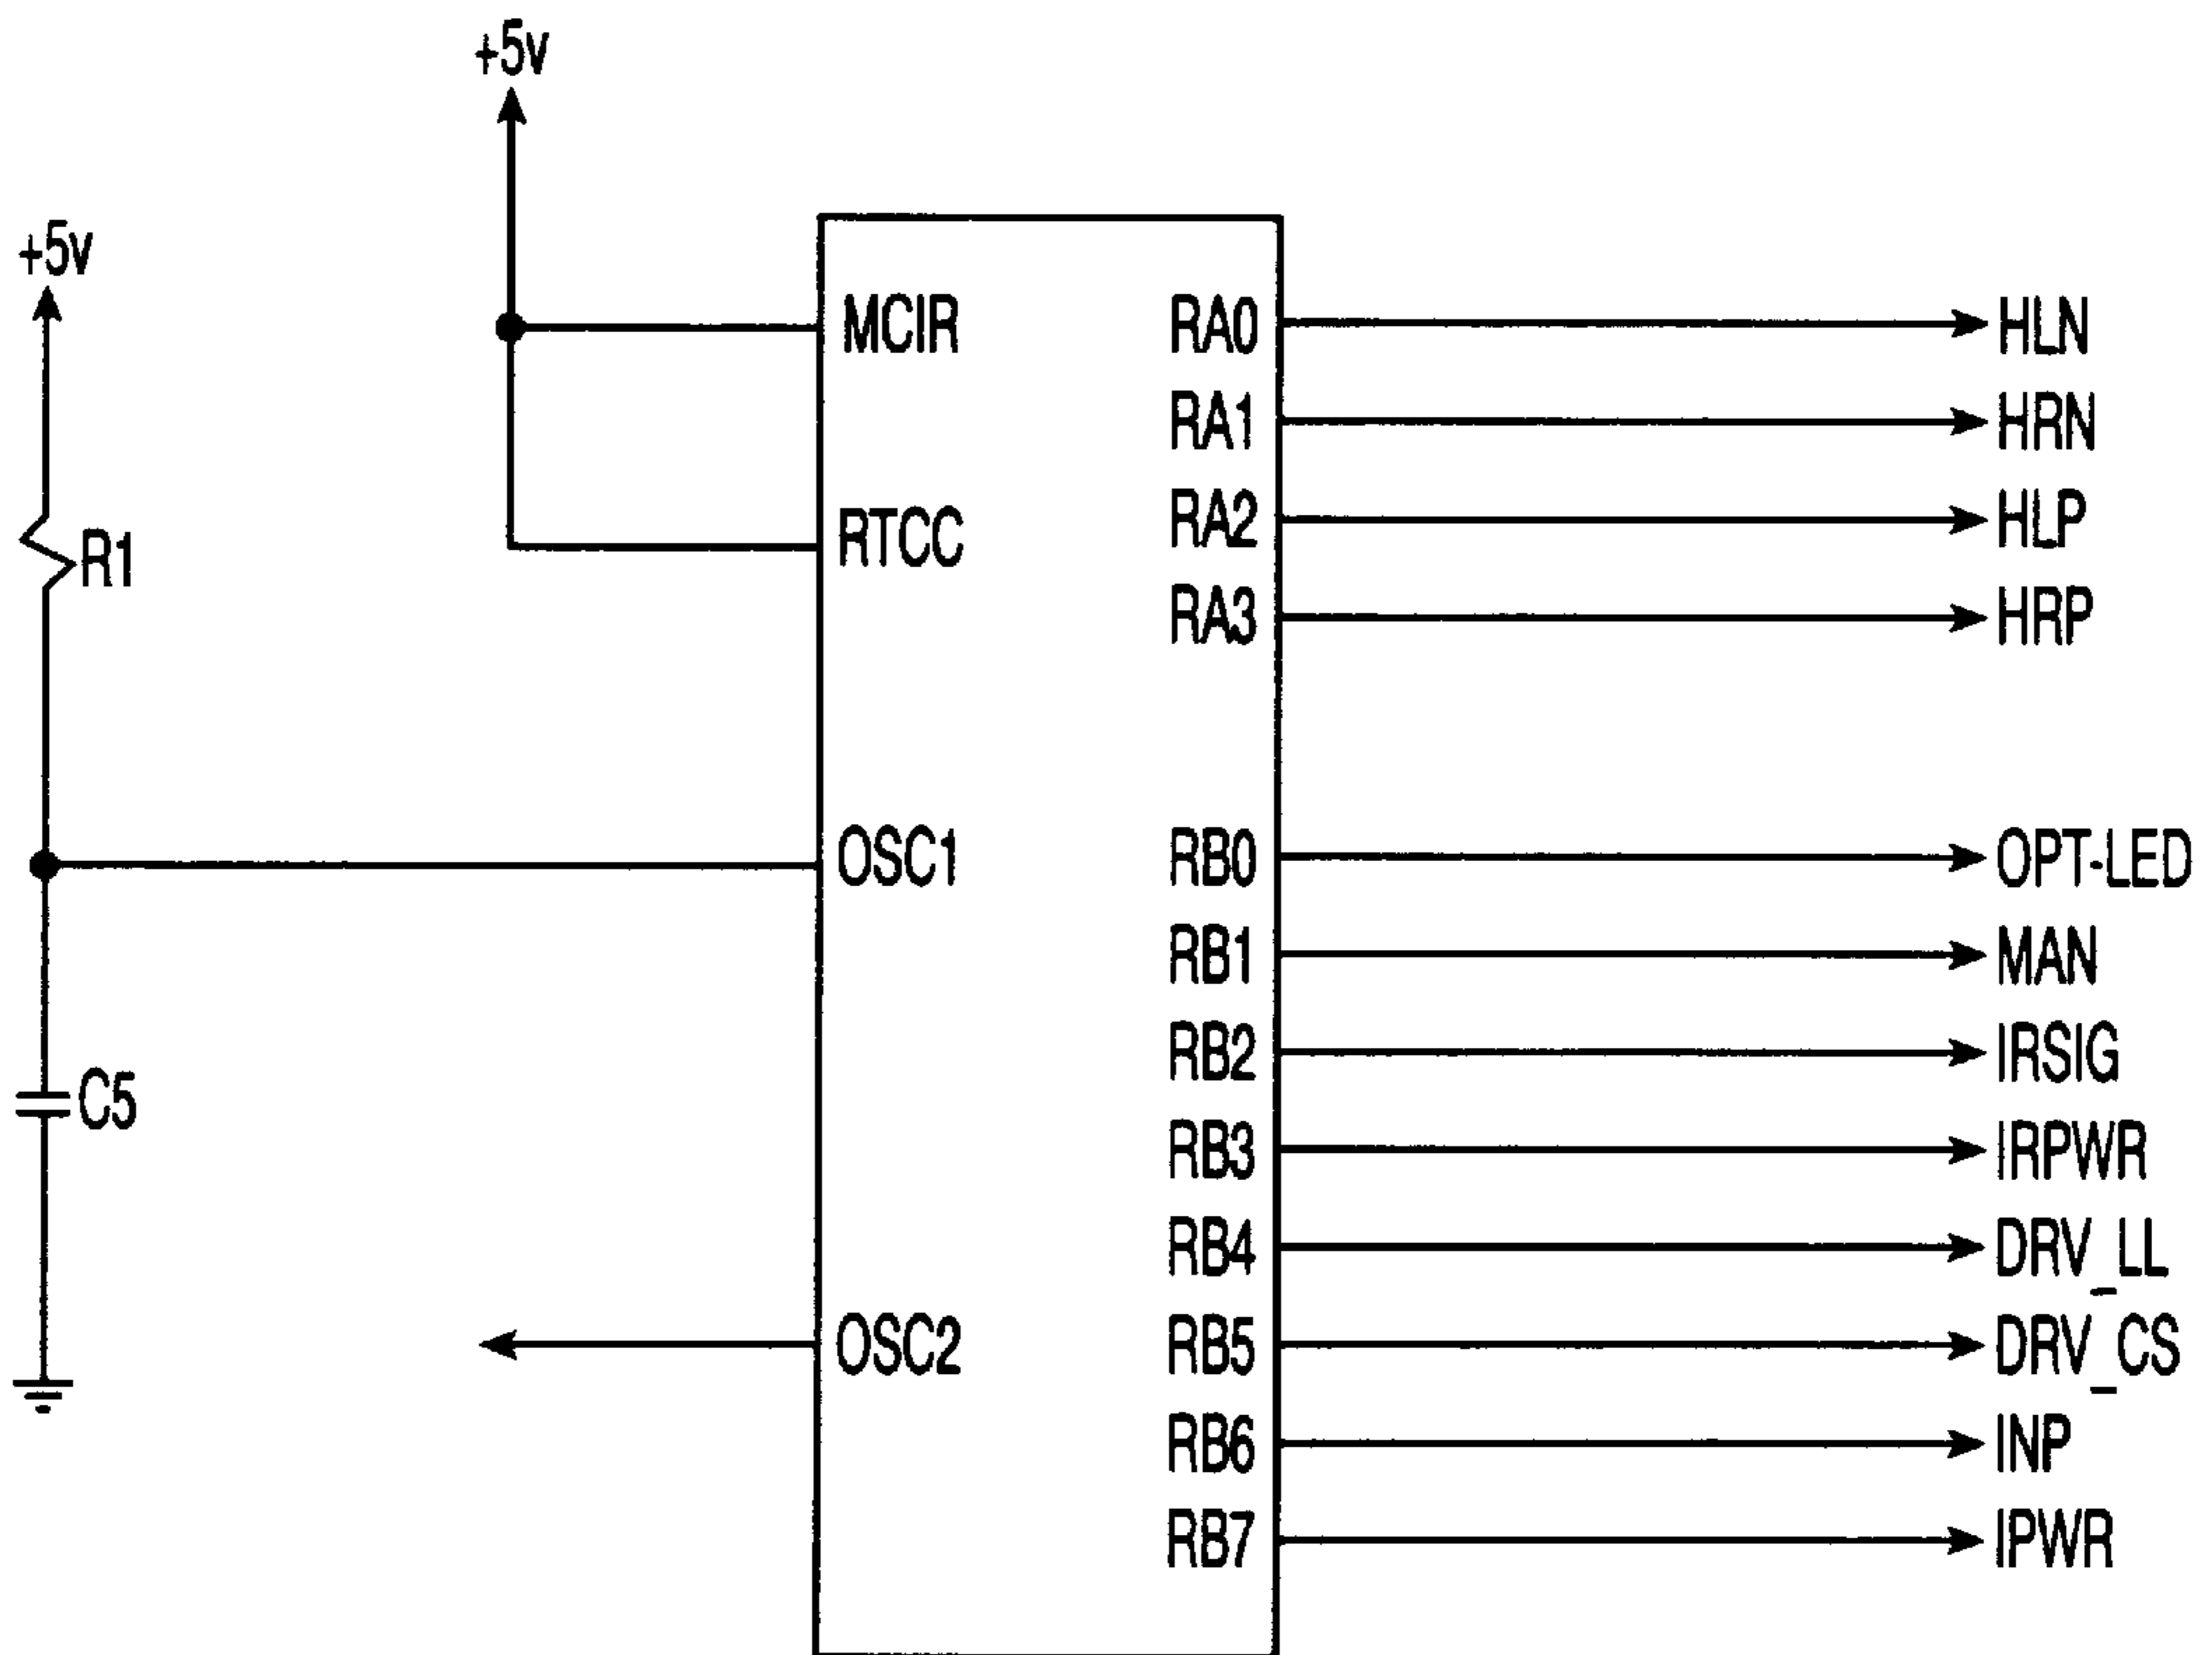 +5v
+5v
MCIR
RA0
HLN
RA1
HRN
RTCC
RA2
HLP
R1
RA3
HRP
OSC1
RB0
OPT-LED
RB1
MAN
RB2
IRSIG
C5
RB3
IRPWR
RB4
DRV_LL
OSC2
RB5
DRV_CS
RB6
INP
RB7
IPWR